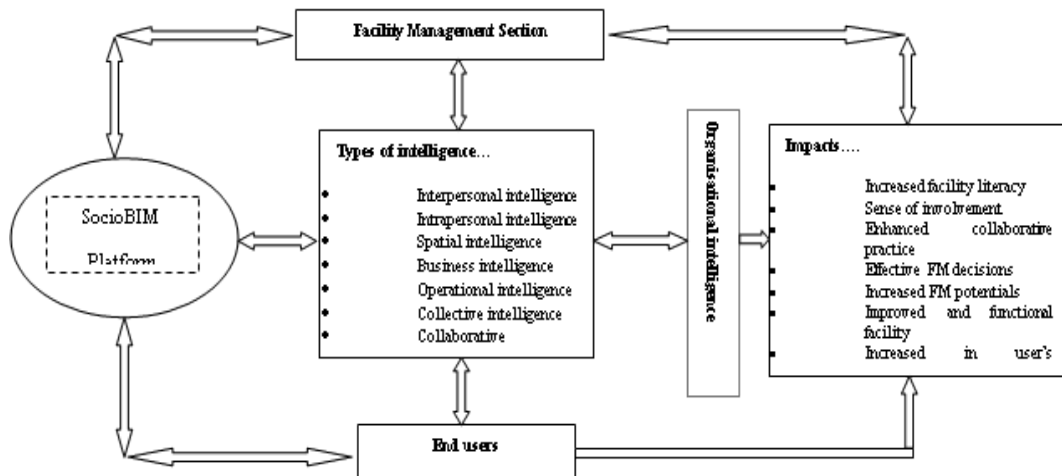 Facility Management Section
SocioBIM
Platform
Types of intelligence...
Interpersonal intelligence
Intrapersonal intelligence
Spatial intelligence
Business intelligence
Operational intelligence
Collective intelligence
Collaborative
Organisational intelligence
Impacts....
Increased facility literacy
Sense of involvement
Enhanced collaborative
practice
Effective FM decisions
Increased FM potentials
Improved and functional
facility
Increased in user's
End users